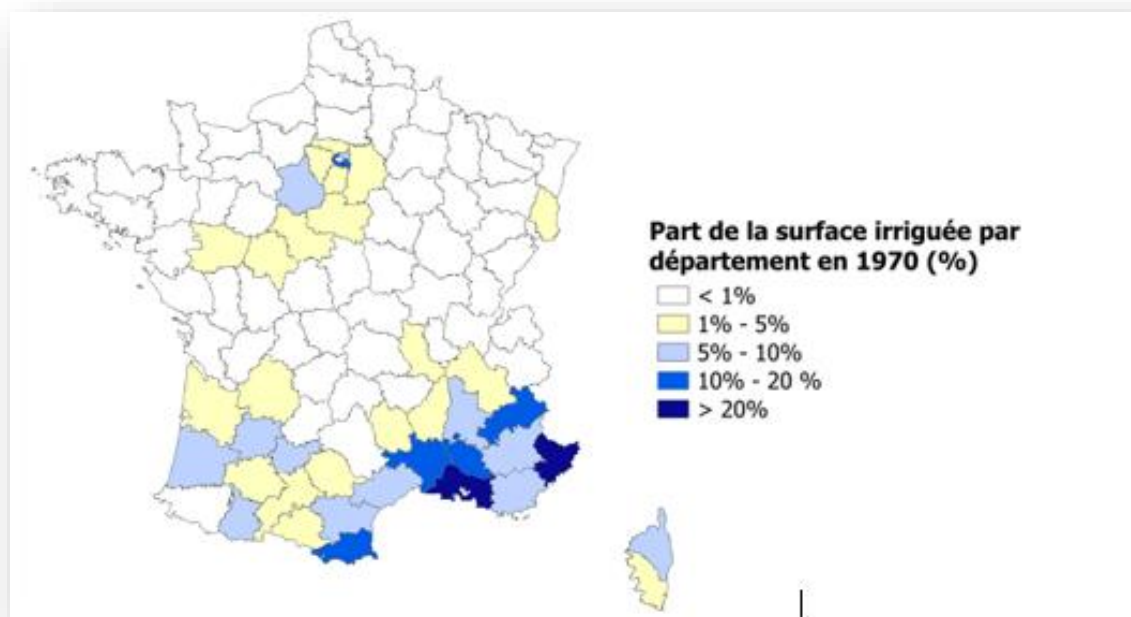 Part de la surface irriguée par
département en 1970 (%)
< 1%
1% - 5%
5% - 10%
10% - 20 %
> 20%